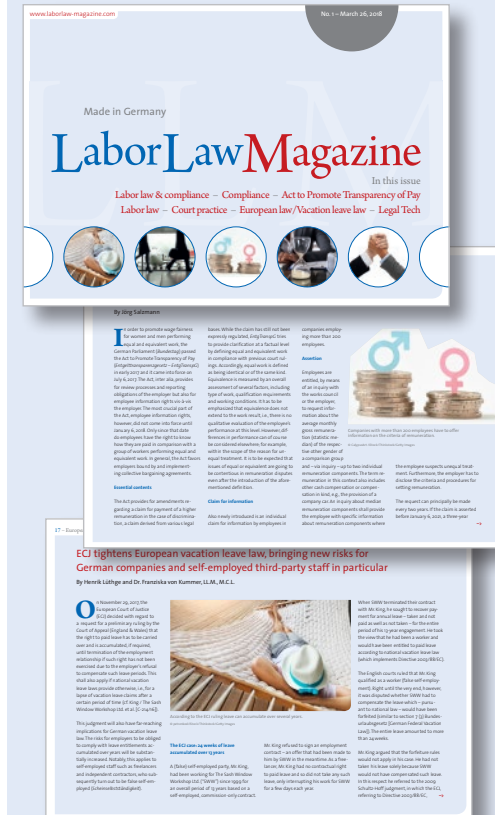 www.laborlaw-magazine.com
No. 1 – March 26, 2018
Made in Germany
LaborLawMagazine
In this issue
Labor law & compliance – Compliance – Act to Promote Transparency of Pay
Labor law – Court practice – European law/Vacation leave law – Legal Tech
By Jörg Salzmann
In order to promote wage fairness
for women and men performing
equal and equivalent work, the
German Parliament (Bundestag) passed
the Act to Promote Transparency of Pay
(Entgelttransparenzgesetz – EntgTranspG)
in early 2017 and it came into force on
July 6, 2017. The Act, inter alia, provides
for review processes and reporting
obligations of the employer but also for
employee information rights vis-à-vis
the employer. The most crucial part of
the Act, employee information rights,
however, did not come into force until
January 6, 2018. Only since that date
do employees have the right to know
how they are paid in comparison with a
group of workers performing equal and
equivalent work. In general, the Act favors
employers bound by and implement-
ing collective bargaining agreements.
Essential contents
The Act provides for amendments re-
garding a claim for payment of a higher
remuneration in the case of discrimina-
tion, a claim derived from various legal
bases. While the claim has still not been
expressly regulated, EntgTranspG tries
to provide clarification at a factual level
by defining equal and equivalent work
in compliance with previous court rul-
ings. Accordingly, equal work is defined
as being identical or of the same kind.
Equivalence is measured by an overall
assessment of several factors, including
type of work, qualification requirements
and working conditions. It has to be
emphasized that equivalence does not
extend to the work result, i.e., there is no
qualitative evaluation of the employee's
performance at this level. However, dif-
ferences in performance can of course
be considered elsewhere, for example,
within the scope of the reason for un-
equal treatment. It is to be expected that
issues of equal or equivalent are going to
be contentious in remuneration disputes
even after the introduction of the afore-
mentioned definition.
Claim for information
Also newly introduced is an individual
claim for information by employees in
companies employ-
ing more than 200
employees.
Assertion
Employees are
entitled, by means
of an inquiry with
the works council
or the employer,
to request infor-
mation about the
average monthly
gross remunera-
tion (statistic me-
dian) of the respec-
tive other gender of
a comparison group
and – via inquiry – up to two individual
remuneration components. The term re-
muneration in this context also includes
other cash compensation or compen-
sation in kind, e.g., the provision of a
company car. An inquiry about median
remuneration components shall provide
the employee with specific information
about remuneration components where
Companies with more than 200 employees have to offer
information on the criteria of remuneration.
the employee suspects unequal treat-
ment. Furthermore, the employer has to
disclose the criteria and procedures for
setting remuneration.
The request can principally be made
every two years. If the claim is asserted
before January 6, 2021, a three-year
→
17 – Europe
ECJ tightens European vacation leave law, bringing new risks for
German companies and self-employed third-party staff in particular
By Henrik Lüthge and Dr. Franziska von Kummer, LL.M., M.C.L.
On November 29, 2017, the
European Court of Justice
(ECJ) decided with regard to
a request for a preliminary ruling by the
Court of Appeal (England & Wales) that
the right to paid leave has to be carried
over and is accumulated, if required,
until termination of the employment
relationship if such right has not been
exercised due to the employer's refusal
to compensate such leave periods. This
shall also apply if national vacation
leave laws provide otherwise, i.e., for a
lapse of vacation leave claims after a
certain period of time (cf. King / The Sash
Window Workshop Ltd. et al. [C-214/16]).
This judgment will also have far-reaching
implications for German vacation leave
law. The risks for employers to be obliged
to comply with leave entitlements ac-
cumulated over years will be substan-
tially increased. Notably, this applies to
self-employed staff such as freelancers
and independent contractors, who sub-
sequently turn out to be false self-em-
ployed (Scheinselbstständigkeit).
According to the ECJ ruling leave can accumulate over several years.
The ECJ case: 24 weeks of leave
accumulated over 13 years
A (false) self-employed party, Mr. King,
had been working for The Sash Window
Workshop Ltd. ("SWW") since 1999 for
an overall period of 13 years based on a
self-employed, commission-only contract.
Mr. King refused to sign an employment
contract – an offer that had been made to
him by SWW in the meantime. As a free-
lancer, Mr. King had no contractual right
to paid leave and so did not take any such
leave, only interrupting his work for SWW
for a few days each year.
When SWW terminated their contract
with Mr. King, he sought to recover pay-
ment for annual leave – taken and not
paid as well as not taken – for the entire
period of his 13-year engagement. He took
the view that he had been a worker and
would have been entitled to paid leave
according to national vacation leave law
(which implements Directive 2003/88/EC).
The English courts ruled that Mr. King
qualified as a worker (false self-employ-
ment). Right until the very end, however,
it was disputed whether SWW had to
compensate the leave which – pursu-
ant to national law – would have been
forfeited (similar to section 7 (3) Bundes-
urlaubsgesetz [German Federal Vacation
Law]). The entire leave amounted to more
than 24 weeks.
Mr. King argued that the forfeiture rules
would not apply in his case. He had not
taken his leave solely because SWW
would not have compensated such leave.
In this respect he referred to the 2009
Schultz-Hoff judgment, in which the ECJ,
referring to Directive 2003/88/EC,
→